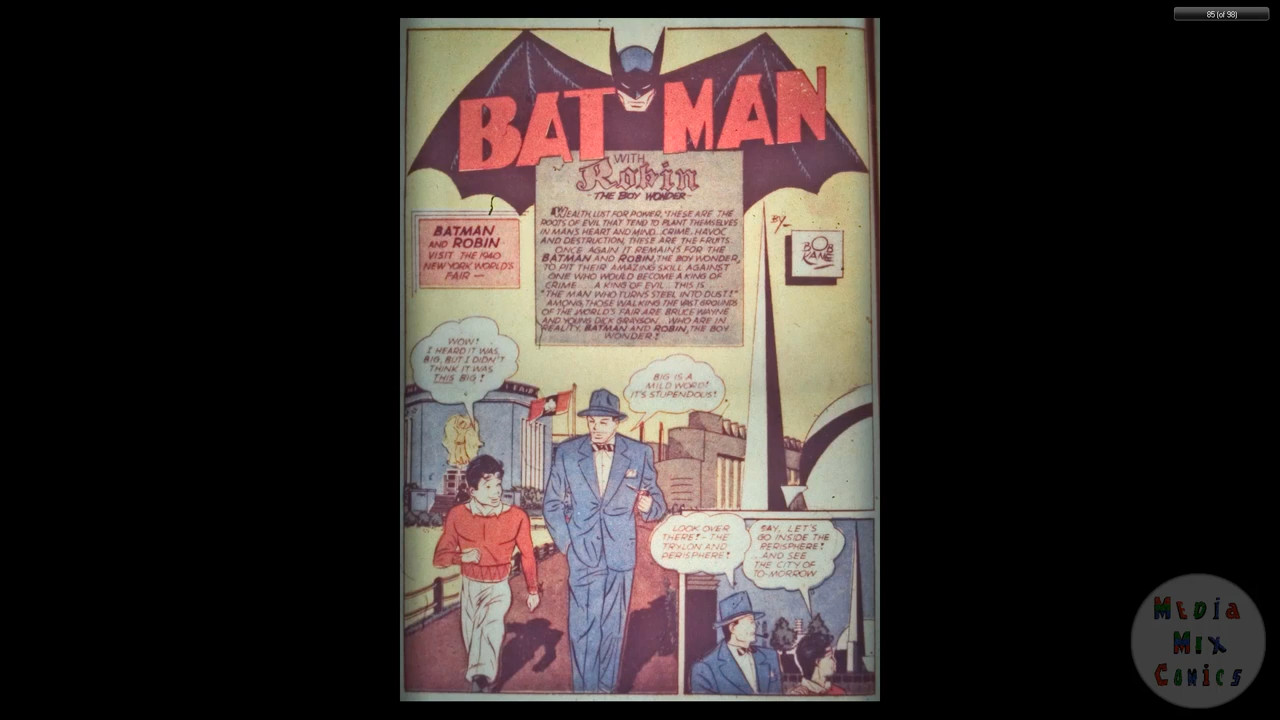 85 (of 98)
BATMAN
WITH
Robin
-THE BOY WONDER-
BATMAN
AND ROBIN
VISIT THE 1940
NEW YORK WORLD'S
FAIR —
WEALTH, LUST FOR POWER, THESE ARE THE
ROOTS OF EVIL THAT TEND TO PLANT THEMSELVES
IN MAN'S HEART AND MIND...CRIME, HAVOC
AND DESTRUCTION, THESE ARE THE FRUITS...
ONCE AGAIN IT REMAINS FOR THE
BATMAN AND ROBIN, THE BOY WONDER,
TO PIT THEIR AMAZING SKILL AGAINST
ONE WHO WOULD BECOME A KING OF
CRIME.... A KING OF EVIL... THIS IS...
"THE MAN WHO TURNS STEEL INTO DUST!"
AMONG THOSE WALKING THE VAST GROUNDS
OF THE WORLD'S FAIR ARE BRUCE WAYNE
AND YOUNG DICK GRAYSON... WHO ARE IN
REALITY, BATMAN AND ROBIN, THE BOY
WONDER!
BY-
BOB
KANE
WOW!
I HEARD IT WAS
BIG, BUT I DIDN'T
THINK IT WAS
THIS BIG!
BIG IS A
MILD WORD!
IT'S STUPENDOUS!
FAIR
LOOK OVER
THERE! - THE
TRYLON AND
PERISPHERE!
SAY, LET'S
GO INSIDE THE
PERISPHERE!
...AND SEE
THE CITY OF
TO-MORROW
MEDiA
MiX
COMiCS